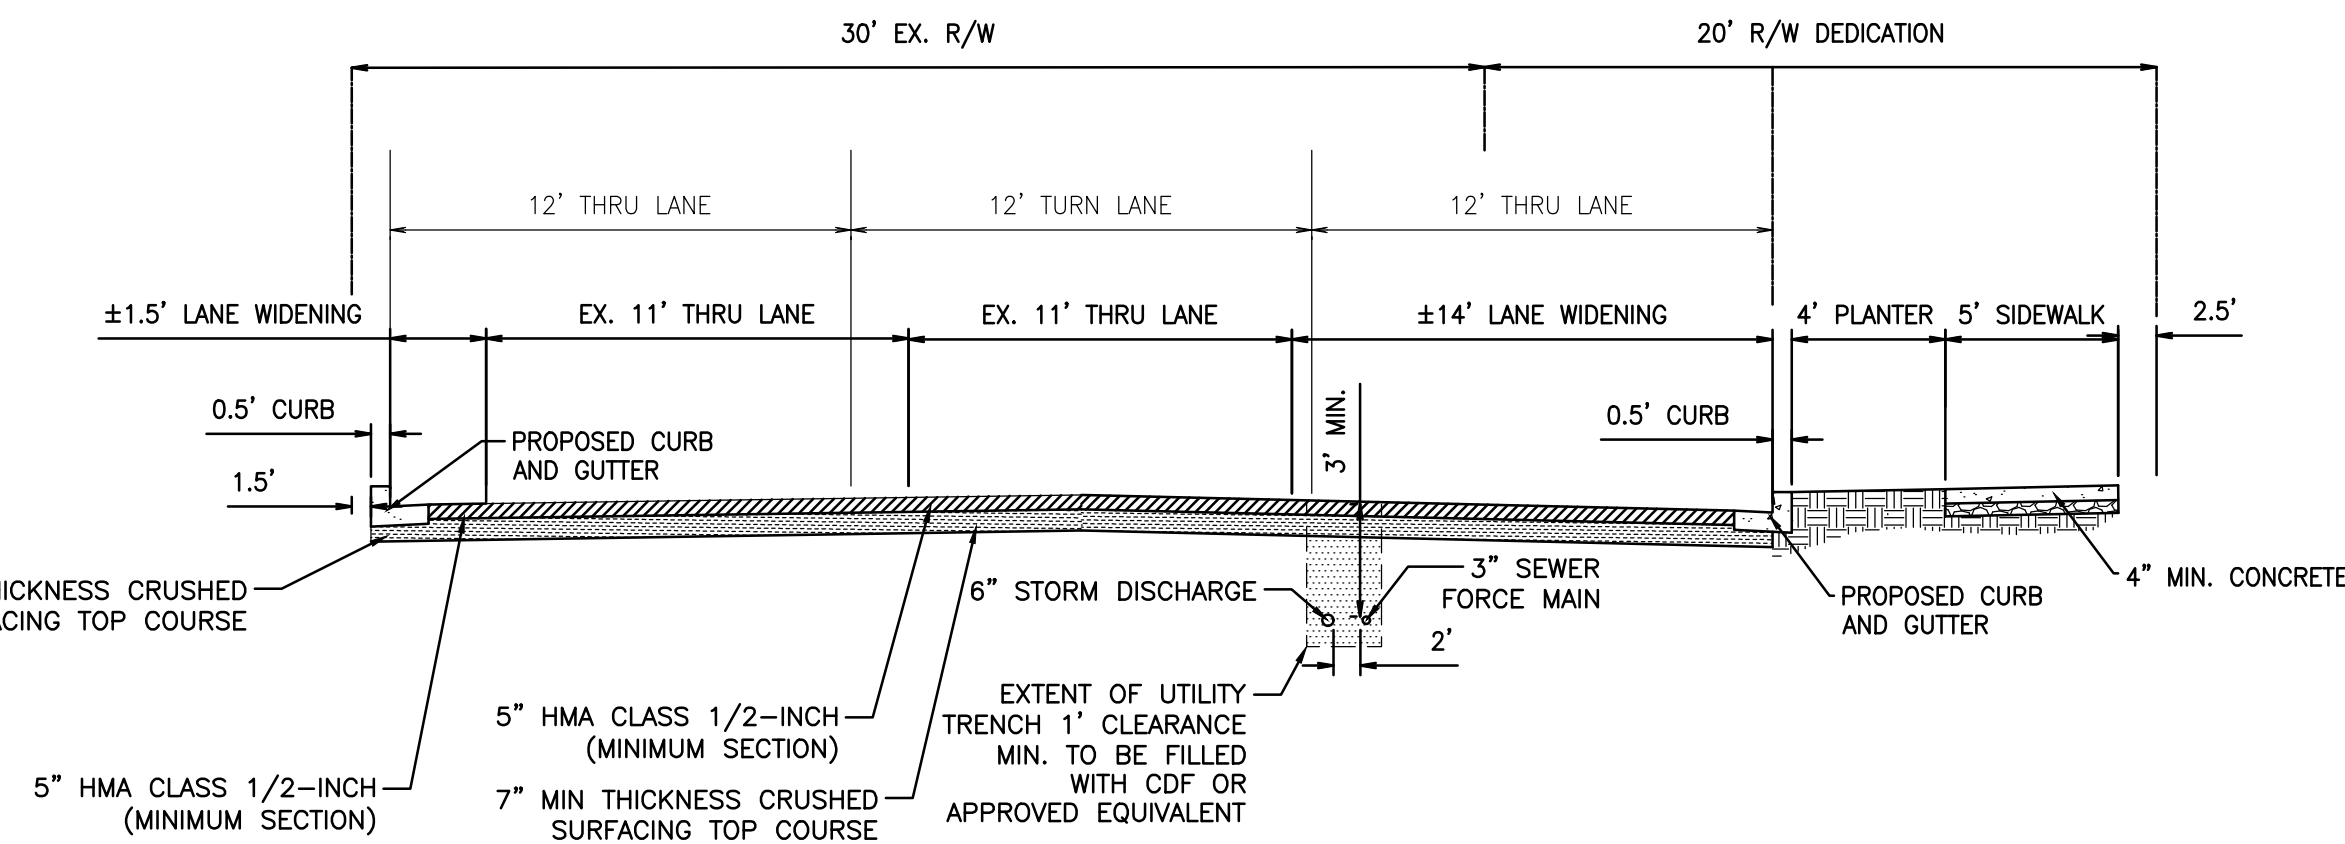 30' EX. R/W
20' R/W DEDICATION
12' THRU LANE
12' TURN LANE
12' THRU LANE
±1.5' LANE WIDENING
EX. 11' THRU LANE
EX. 11' THRU LANE
±14' LANE WIDENING
4' PLANTER
5' SIDEWALK
2.5'
0.5' CURB
PROPOSED CURB
AND GUTTER
3' MIN.
0.5' CURB
1.5'
THICKNESS CRUSHED
TOP COURSE
6" STORM DISCHARGE
3" SEWER
FORCE MAIN
2'
PROPOSED CURB
AND GUTTER
4" MIN. CONCRETE
EXTENT OF UTILITY
TRENCH 1' CLEARANCE
MIN. TO BE FILLED
WITH CDF OR
APPROVED EQUIVALENT
5" HMA CLASS 1/2-INCH
(MINIMUM SECTION)
5" HMA CLASS 1/2-INCH
(MINIMUM SECTION)
7" MIN THICKNESS CRUSHED
SURFACING TOP COURSE